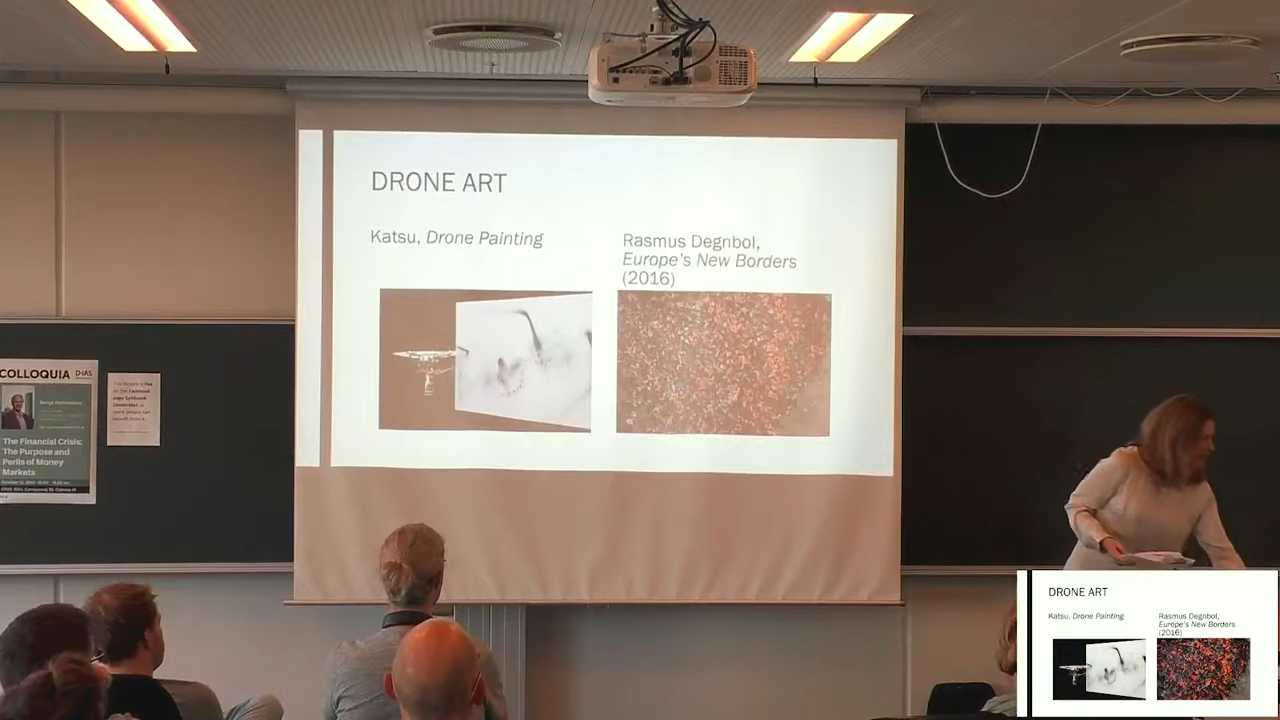 DRONE ART
Katsu, Drone Painting
Rasmus Degnbol,
Europe's New Borders
(2016)
COLLOQUIA
D·IAS
The Financial Crisis:
The Purpose and
Perils of Money
Markets
DRONE ART
Katsu, Drone Painting
Rasmus Degnbol,
Europe's New Borders
(2016)